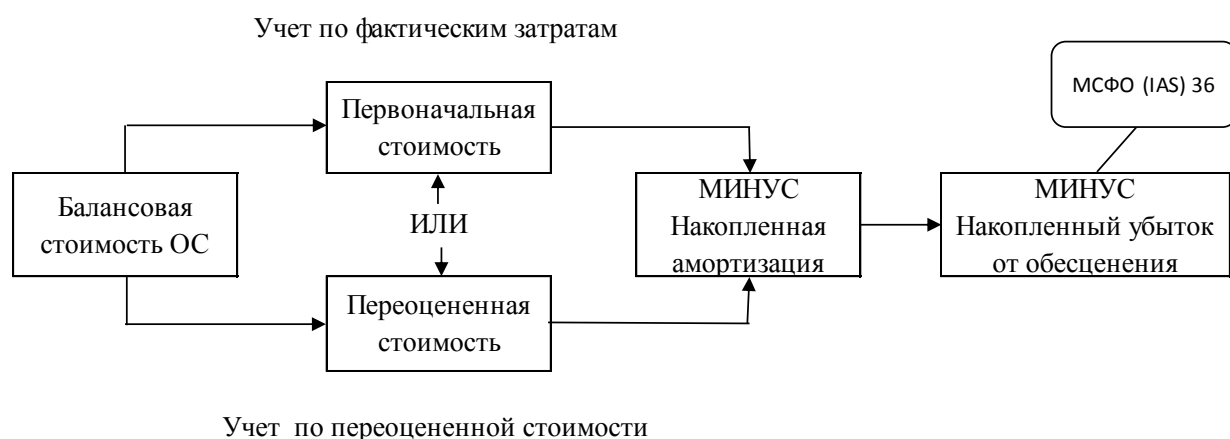 Учет по фактическим затратам
МСФО (IAS) 36
Первоначальная
стоимость
Балансовая
стоимость ОС
ИЛИ
МИНУС
Накопленная
амортизация
МИНУС
Накопленный убыток
от обесценения
Переоцененная
стоимость
Учет по переоцененной стоимости